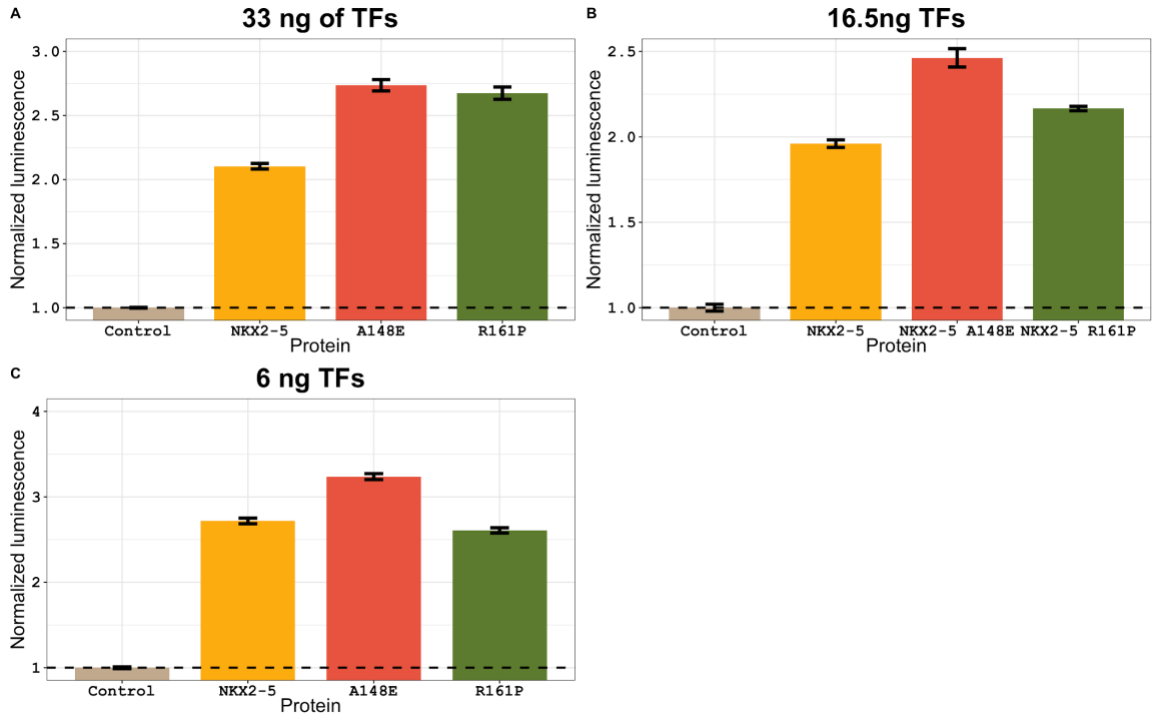 A
33 ng of TFs
Normalized luminescence
3.0
2.5
2.0
1.5
1.0
Control NKX2-5 A148E R161P
Protein
B
16.5ng TFs
Normalized luminescence
2.5
2.0
1.5
1.0
Control NKX2-5 NKX2-5 A148E NKX2-5 R161P
Protein
C
6 ng TFs
Normalized luminescence
4
3
2
1
Control NKX2-5 A148E R161P
Protein